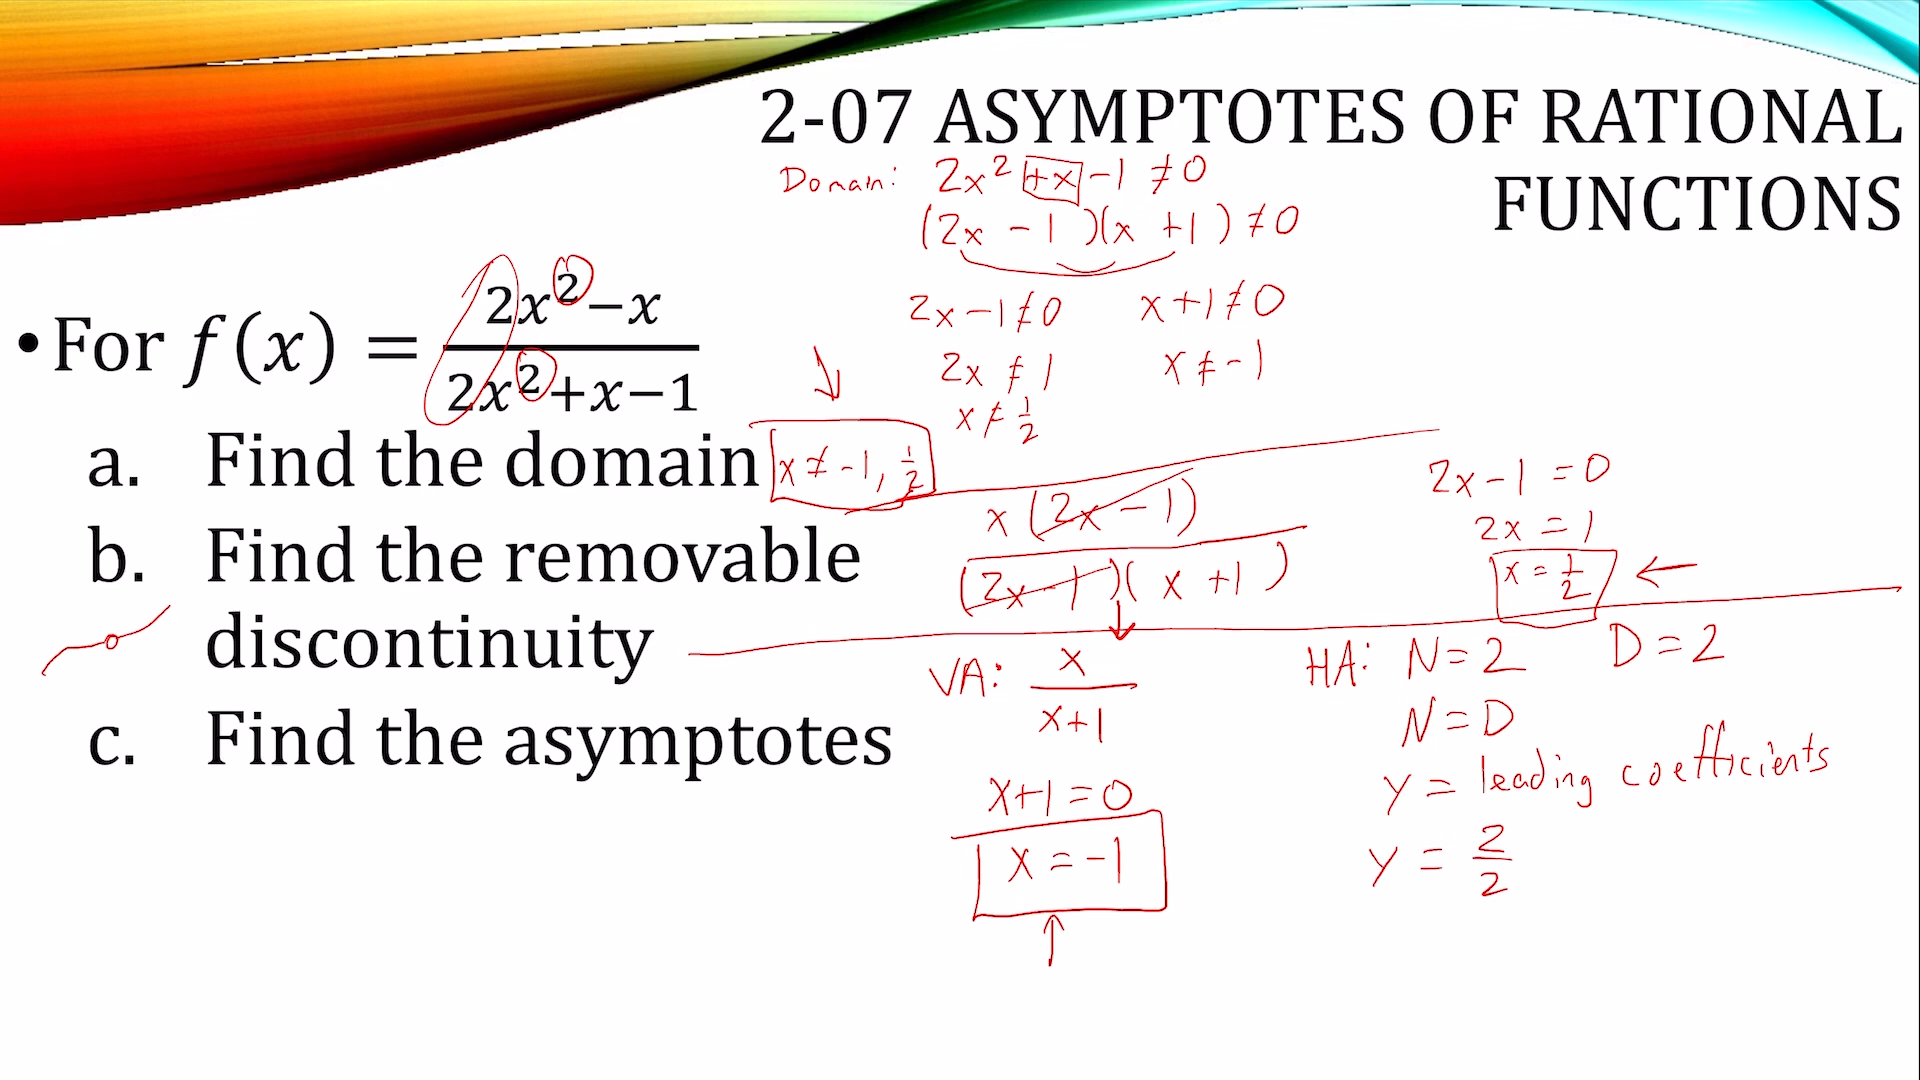 2-07 ASYMPTOTES OF RATIONAL
FUNCTIONS
Domain: 2x² +x -1 ≠ 0
(2x - 1)(x + 1) ≠ 0
2x - 1 ≠ 0   x + 1 ≠ 0
2x ≠ 1   x ≠ -1
x ≠ 1/2
•For f(x) = (2x²−x)/(2x²+x−1)
a. Find the domain
x ≠ -1, 1/2
b. Find the removable
discontinuity
x(2x - 1)
(2x - 1)(x + 1)
2x - 1 = 0
2x = 1
x = 1/2
c. Find the asymptotes
VA: x/(x+1)
x+1 = 0
x = -1
HA: N = 2   D = 2
N = D
y = leading coefficients
y = 2/2